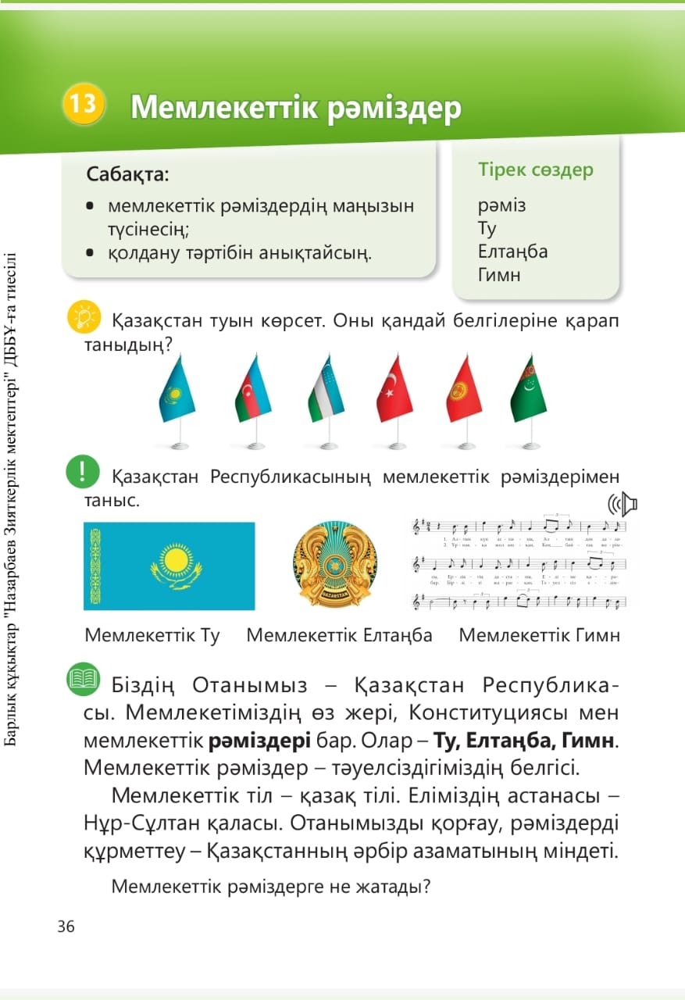 13 Мемлекеттік рәміздер
Сабақта:
• мемлекеттік рәміздердің маңызын
түсінесің;
• қолдану тәртібін анықтайсың.
Тірек сөздер
рәміз
Ту
Елтаңба
Гимн
Қазақстан туын көрсет. Оны қандай белгілеріне қарап
таныдың?
! Қазақстан Республикасының мемлекеттік рәміздерімен
таныс.
QAZAQSTAN
Мемлекеттік Ту Мемлекеттік Елтаңба Мемлекеттік Гимн
Біздің Отанымыз – Қазақстан Республика-
сы. Мемлекетіміздің өз жері, Конституциясы мен
мемлекеттік рәміздері бар. Олар – Ту, Елтаңба, Гимн.
Мемлекеттік рәміздер – тәуелсіздігіміздің белгісі.
Мемлекеттік тіл – қазақ тілі. Еліміздің астанасы –
Нұр-Сұлтан қаласы. Отанымызды қорғау, рәміздерді
құрметтеу – Қазақстанның әрбір азаматының міндеті.
Мемлекеттік рәміздерге не жатады?
36
Барлық құқықтар "Назарбаев Зияткерлік мектептері" ДББҰ-ға тиесілі